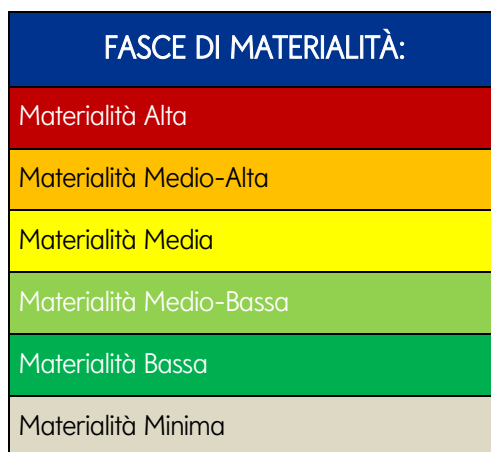 FASCE DI MATERIALITÀ:
Materialità Alta
Materialità Medio-Alta
Materialità Media
Materialità Medio-Bassa
Materialità Bassa
Materialità Minima